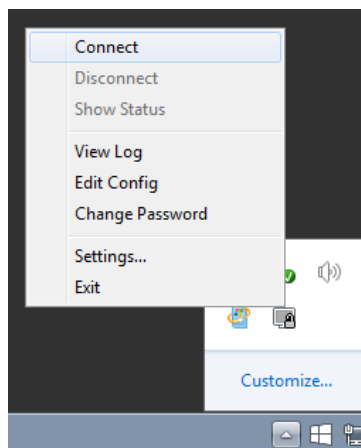 Connect
Disconnect
Show Status
View Log
Edit Config
Change Password
Settings...
Exit
Customize...